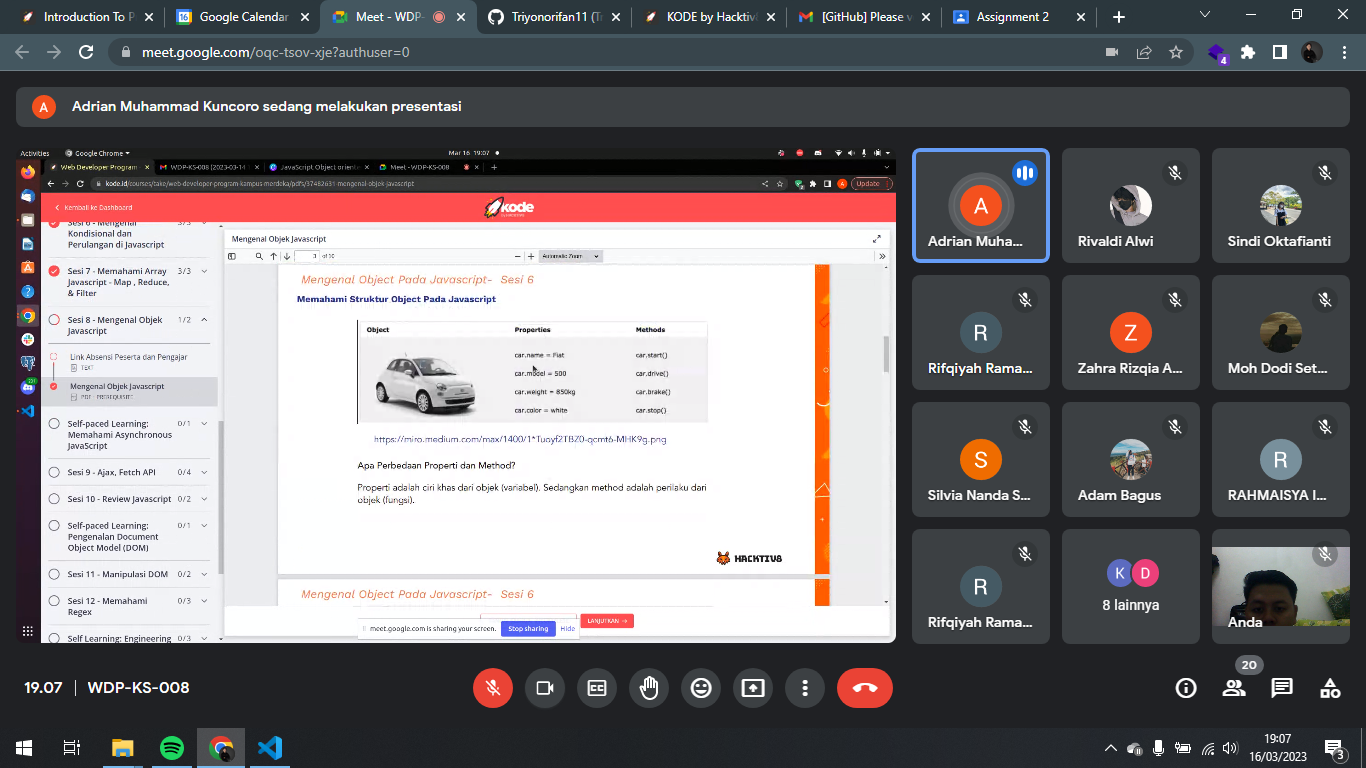 Introduction To P
Google Calendar
Meet - WDP-
Triyonorifan11 (T
KODE by Hacktiv
[GitHub] Please v
Assignment 2
meet.google.com/oqc-tsov-xje?authuser=0
4
A
Adrian Muhammad Kuncoro sedang melakukan presentasi
Activities
Google Chrome
Mar 16 19:07
Web Developer Program
WDP-KS-008 [2023-03-14
JavaScript Object orient
Meet - WDP-KS-008
kode.id/courses/take/web-developer-program-kampus-merdeka/pdfs/37482631-mengenal-objek-javascript
Update
Kembali ke Dashboard
kode
Sesi 6 - Mengenal
Kondisional dan
Perulangan di Javascript
3/3
Sesi 7 - Memahami Array
Javascript - Map , Reduce,
& Filter
3/3
Sesi 8 - Mengenal Objek
Javascript
1/2
Link Absensi Peserta dan Pengajar
TEXT
Mengenal Objek Javascript
PDF · PREREQUISITE
Self-paced Learning:
Memahami Asynchronous
JavaScript
0/1
Sesi 9 - Ajax, Fetch API
0/4
Sesi 10 - Review Javascript
0/2
Self-paced Learning:
Pengenalan Document
Object Model (DOM)
0/1
Sesi 11 - Manipulasi DOM
0/2
Sesi 12 - Memahami
Regex
0/3
Self Learning: Engineering
0/3
Mengenal Objek Javascript
3 of 10
Automatic Zoom
Mengenal Object Pada Javascript- Sesi 6
Memahami Struktur Object Pada Javascript
Object Properties Methods
car.name = Fiat car.start()
car.model = 500 car.drive()
car.weight = 850kg car.brake()
car.color = white car.stop()
https://miro.medium.com/max/1400/1*Tuoyf2TBZ0-qcmt6-MHK9g.png
Apa Perbedaan Properti dan Method?
Properti adalah ciri khas dari objek (variabel). Sedangkan method adalah perilaku dari
objek (fungsi).
HACKTIV8
Mengenal Object Pada Javascript- Sesi 6
LANJUTKAN →
meet.google.com is sharing your screen.
Stop sharing
Hide
A
Adrian Muha...
Rivaldi Alwi
Sindi Oktafianti
R
Rifqiyah Rama...
Z
Zahra Rizqia A...
Moh Dodi Set...
S
Silvia Nanda S...
Adam Bagus
R
RAHMAISYA I...
R
Rifqiyah Rama...
K D
8 lainnya
Anda
19.07 | WDP-KS-008
20
19:07
16/03/2023
3